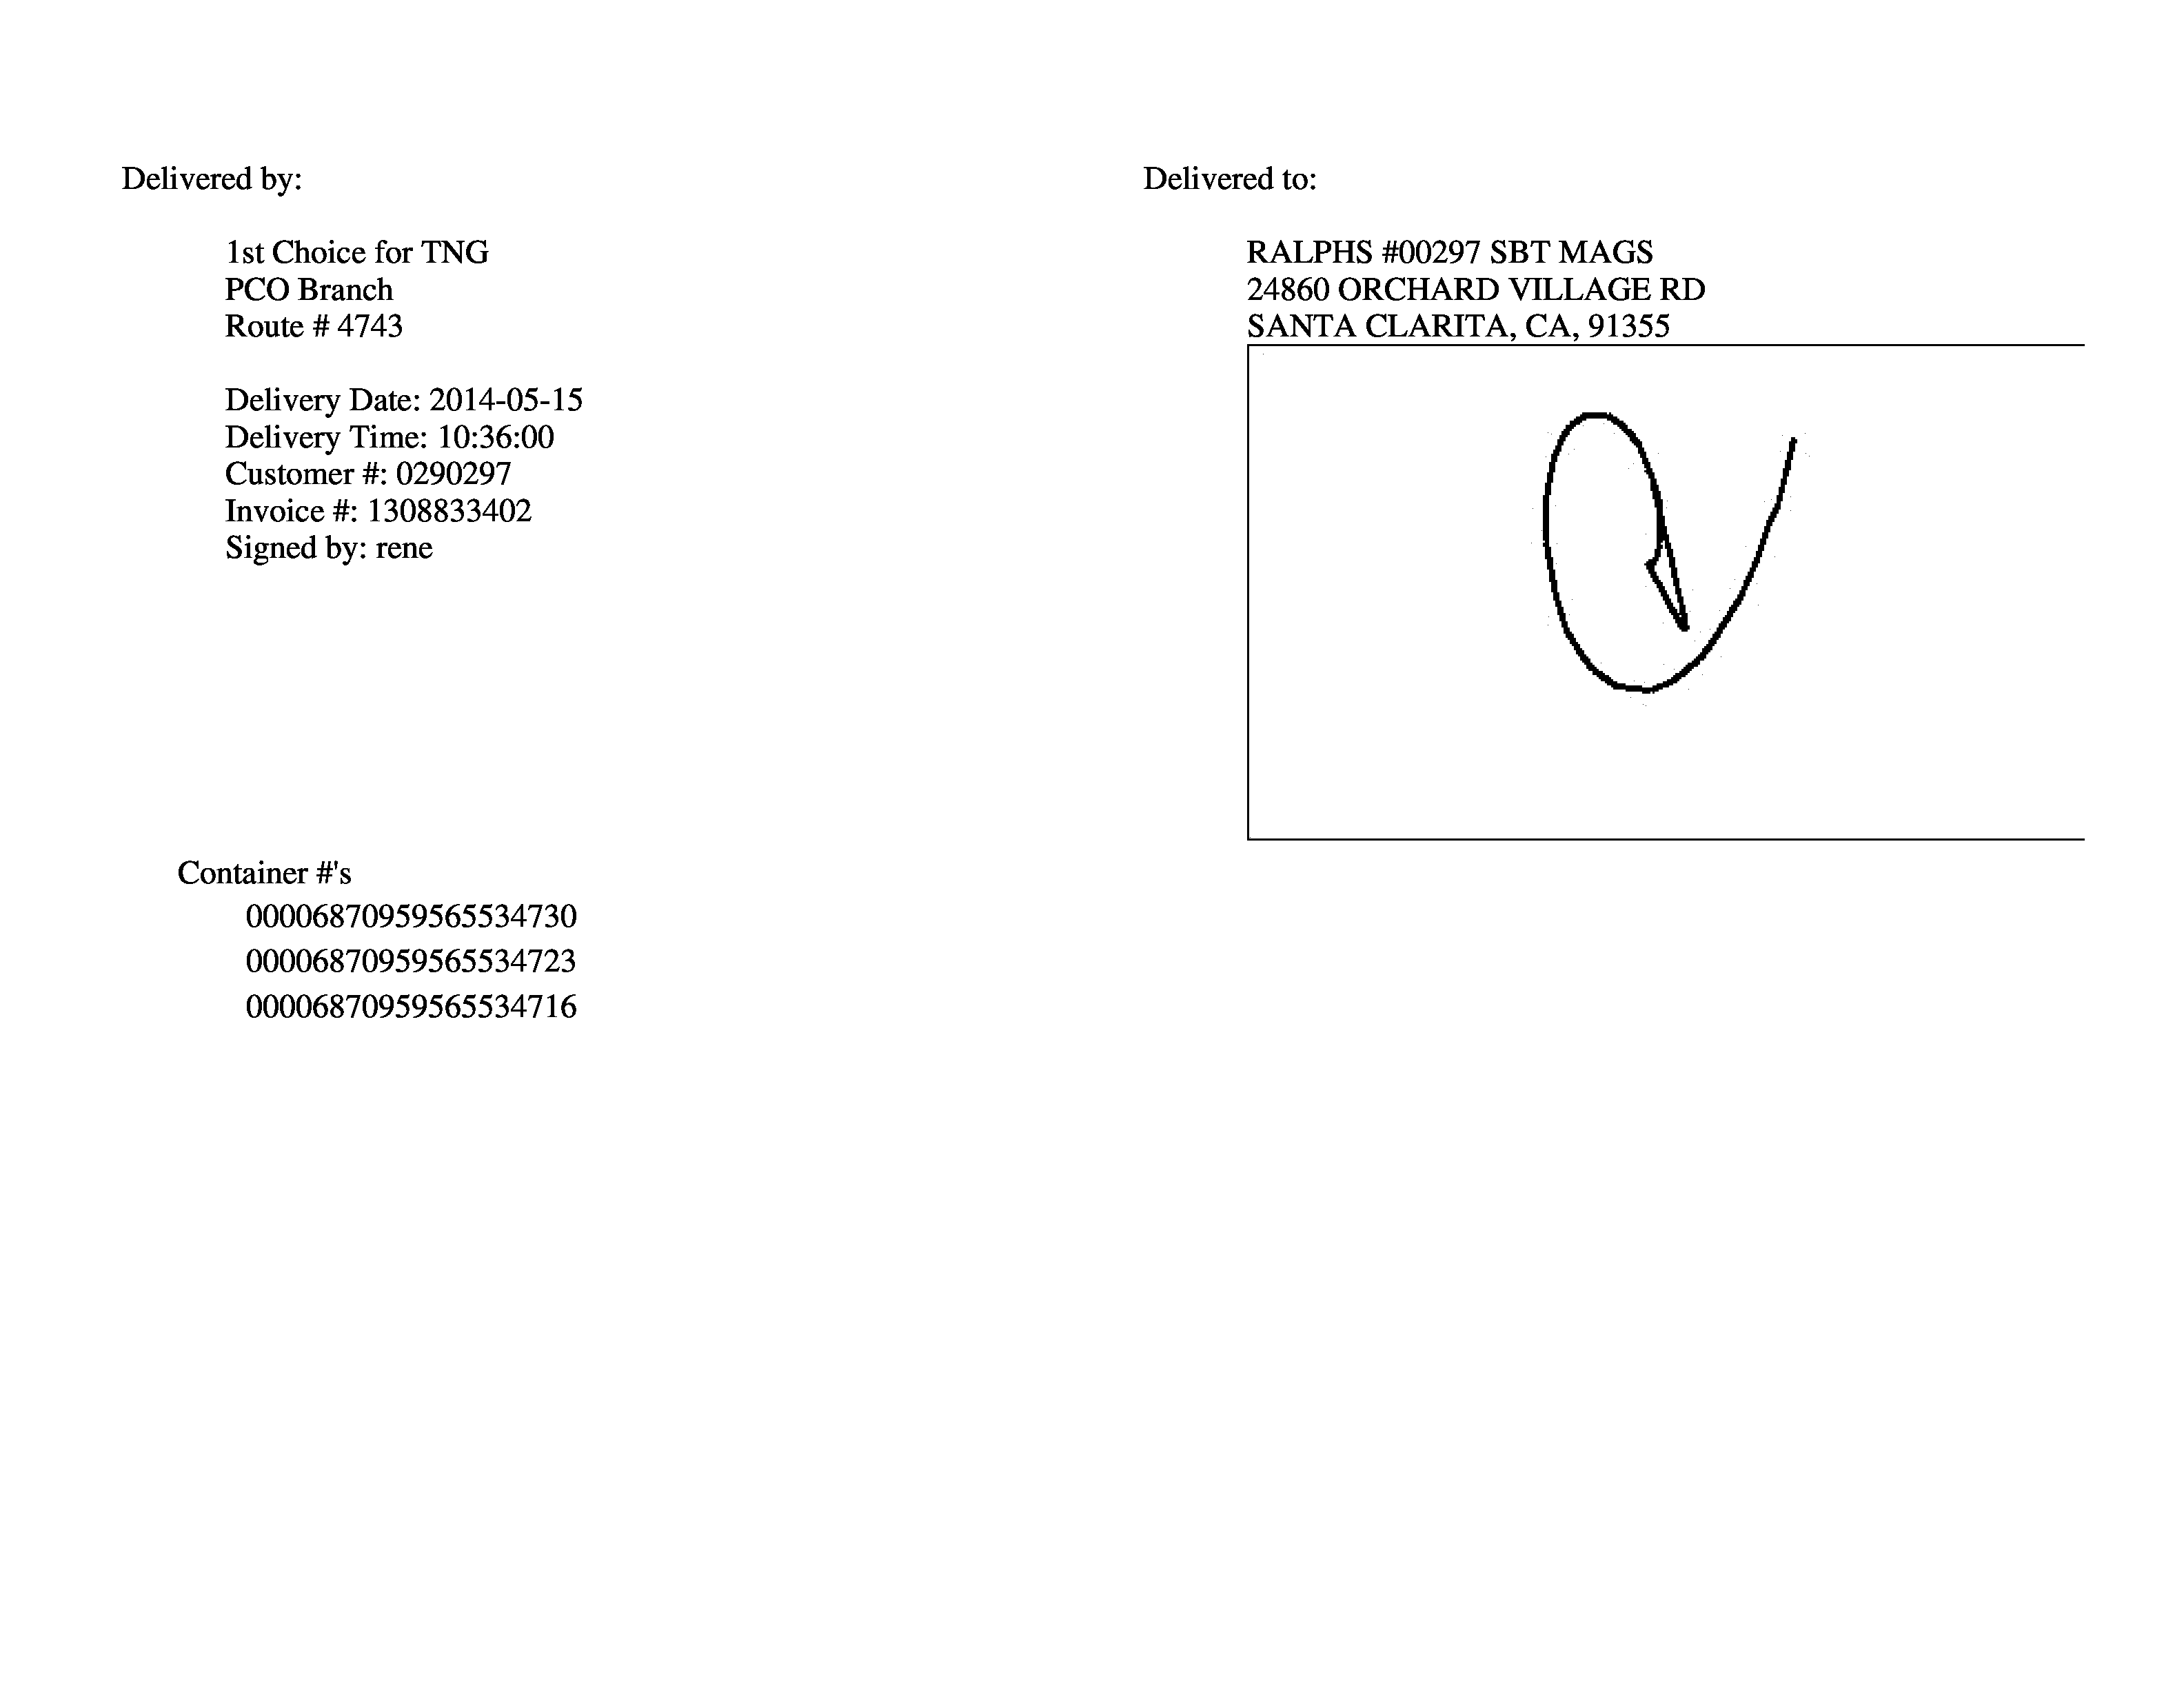 Delivered by:
1st Choice for TNG
PCO Branch
Route # 4743
Delivery Date: 2014-05-15
Delivery Time: 10:36:00
Customer #: 0290297
Invoice #: 1308833402
Signed by: rene
Delivered to:
RALPHS #00297 SBT MAGS
24860 ORCHARD VILLAGE RD
SANTA CLARITA, CA, 91355
Container #'s
00006870959565534730
00006870959565534723
00006870959565534716